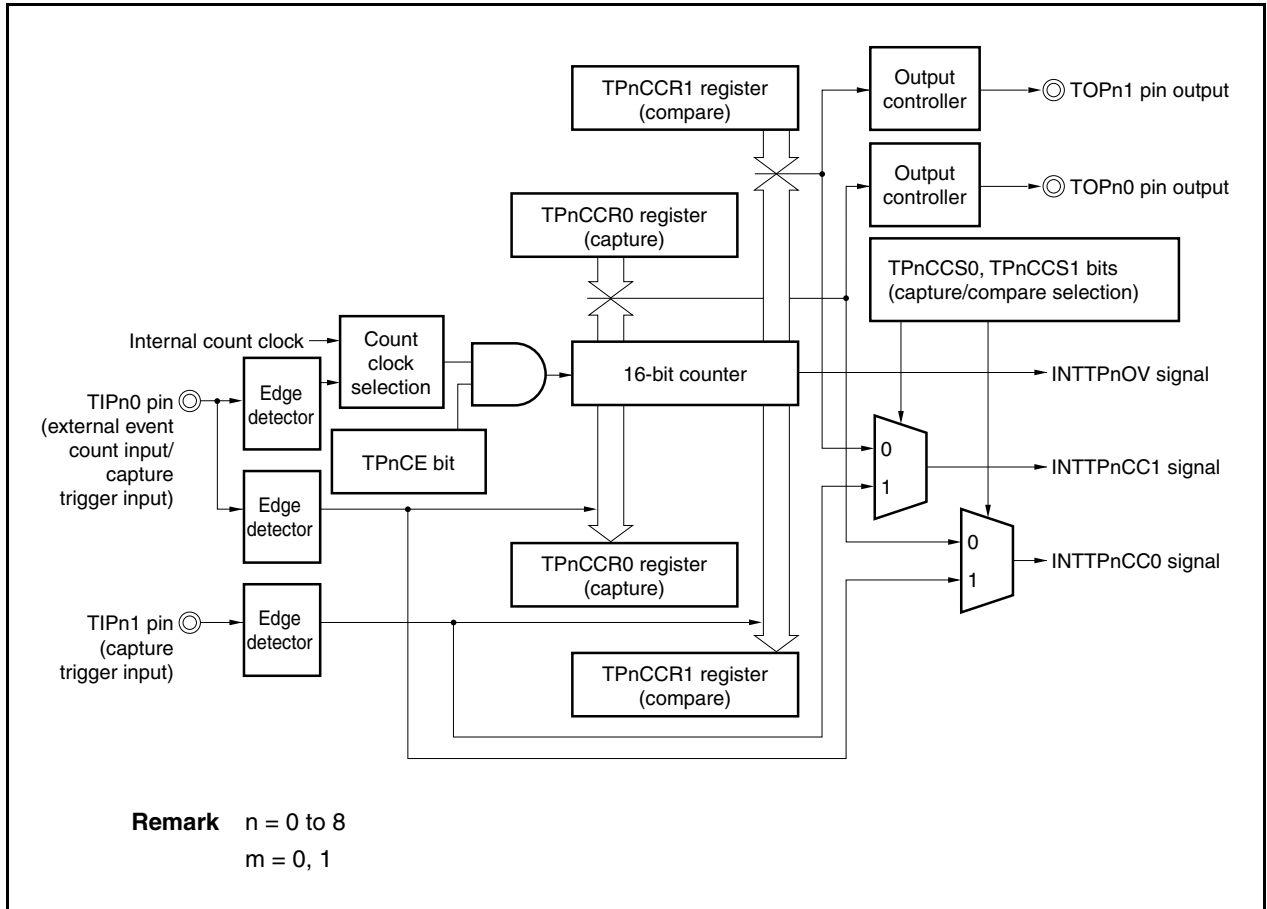 TPnCCR1 register
(compare)
Output
controller
TOPn1 pin output
Output
controller
TOPn0 pin output
TPnCCR0 register
(capture)
TPnCCS0, TPnCCS1 bits
(capture/compare selection)
Internal count clock
Count
clock
selection
16-bit counter
INTTPnOV signal
TIPn0 pin
(external event
count input/
capture
trigger input)
Edge
detector
TPnCE bit
0
1
INTTPnCC1 signal
Edge
detector
0
1
INTTPnCC0 signal
TPnCCR0 register
(capture)
TIPn1 pin
(capture
trigger input)
Edge
detector
TPnCCR1 register
(compare)
Remark n = 0 to 8
m = 0, 1